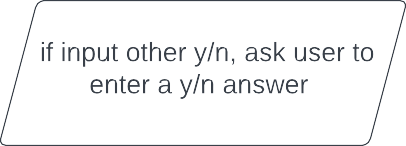 if input other y/n, ask user to
enter a y/n answer